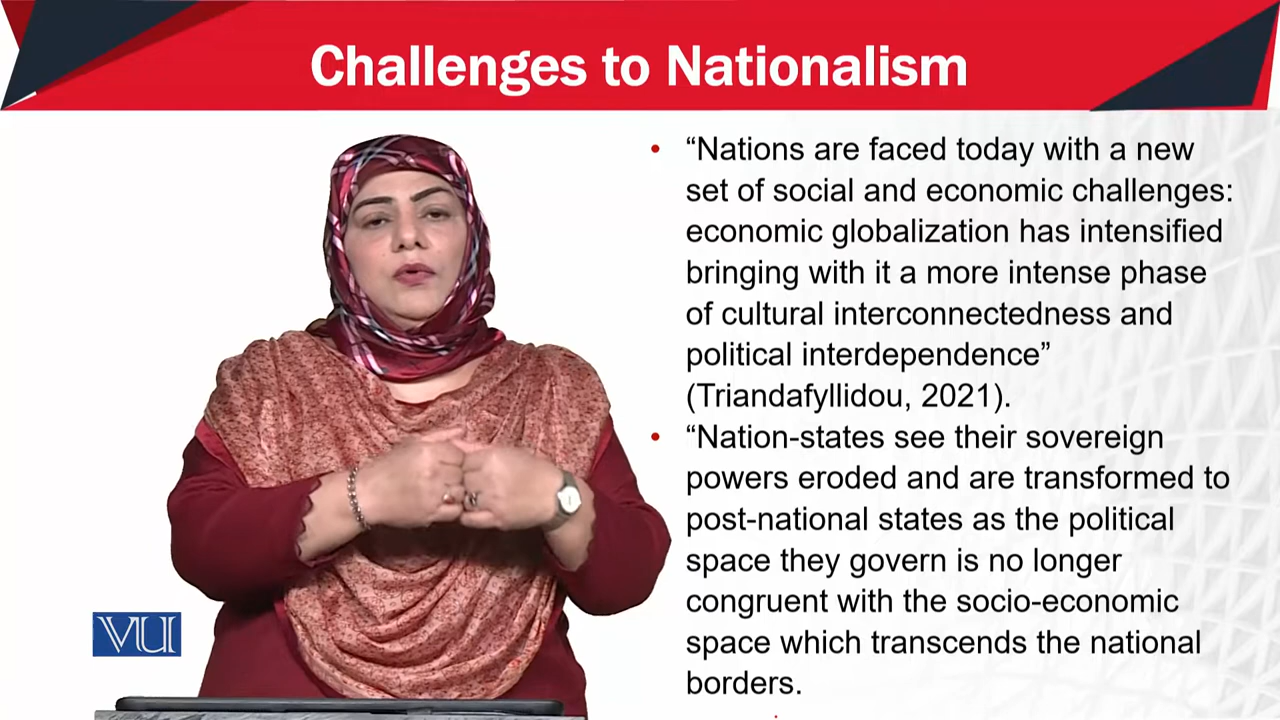 Challenges to Nationalism
• “Nations are faced today with a new
set of social and economic challenges:
economic globalization has intensified
bringing with it a more intense phase
of cultural interconnectedness and
political interdependence”
(Triandafyllidou, 2021).
• “Nation-states see their sovereign
powers eroded and are transformed to
post-national states as the political
space they govern is no longer
congruent with the socio-economic
space which transcends the national
borders.
VU